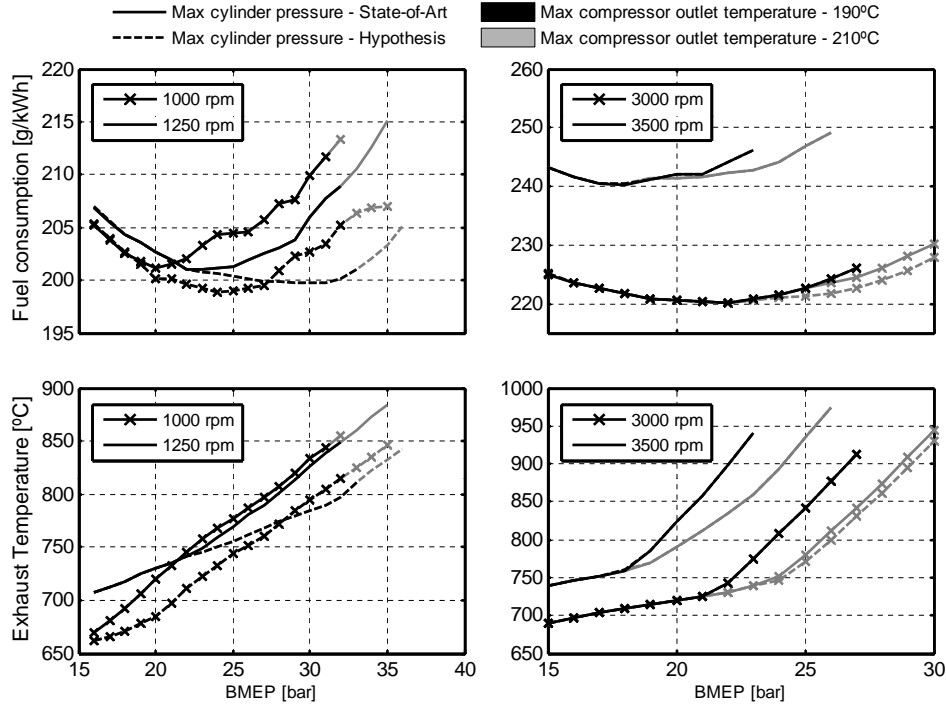 Max cylinder pressure - State-of-Art
Max compressor outlet temperature - 190ºC
Max cylinder pressure - Hypothesis
Max compressor outlet temperature - 210ºC
Fuel consumption [g/kWh]
220
215
210
205
200
195
1000 rpm
1250 rpm
260
250
240
230
220
3000 rpm
3500 rpm
Exhaust Temperature [ºC]
900
850
800
750
700
650
1000 rpm
1250 rpm
15 20 25 30 35 40
BMEP [bar]
1000
950
900
850
800
750
700
650
3000 rpm
3500 rpm
15 20 25 30
BMEP [bar]